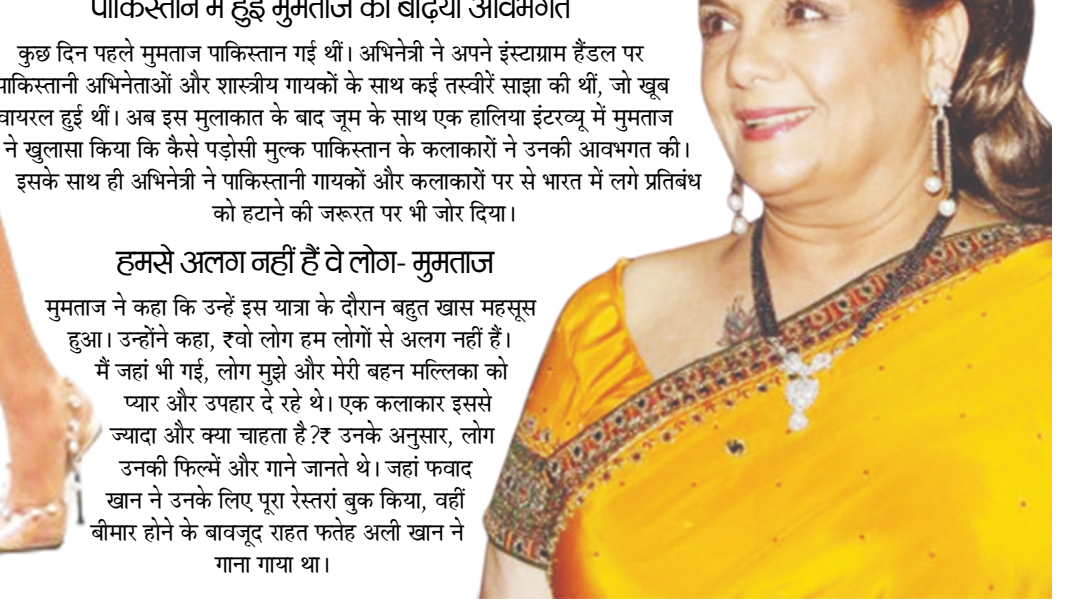 पाकिस्तान में हुई मुमताज की बढ़िया आवभगत
कुछ दिन पहले मुमताज पाकिस्तान गई थीं। अभिनेत्री ने अपने इंस्टाग्राम हैंडल पर
पाकिस्तानी अभिनेताओं और शास्त्रीय गायकों के साथ कई तस्वीरें साझा की थीं, जो खूब
वायरल हुई थीं। अब इस मुलाकात के बाद जूम के साथ एक हालिया इंटरव्यू में मुमताज
ने खुलासा किया कि कैसे पड़ोसी मुल्क पाकिस्तान के कलाकारों ने उनकी आवभगत की।
इसके साथ ही अभिनेत्री ने पाकिस्तानी गायकों और कलाकारों पर से भारत में लगे प्रतिबंध
को हटाने की जरूरत पर भी जोर दिया।
हमसे अलग नहीं हैं वे लोग- मुमताज
मुमताज ने कहा कि उन्हें इस यात्रा के दौरान बहुत खास महसूस
हुआ। उन्होंने कहा, ₹वो लोग हम लोगों से अलग नहीं हैं।
मैं जहां भी गई, लोग मुझे और मेरी बहन मल्लिका को
प्यार और उपहार दे रहे थे। एक कलाकार इससे
ज्यादा और क्या चाहता है?₹ उनके अनुसार, लोग
उनकी फिल्में और गाने जानते थे। जहां फवाद
खान ने उनके लिए पूरा रेस्तरां बुक किया, वहीं
बीमार होने के बावजूद राहत फतेह अली खान ने
गाना गाया था।